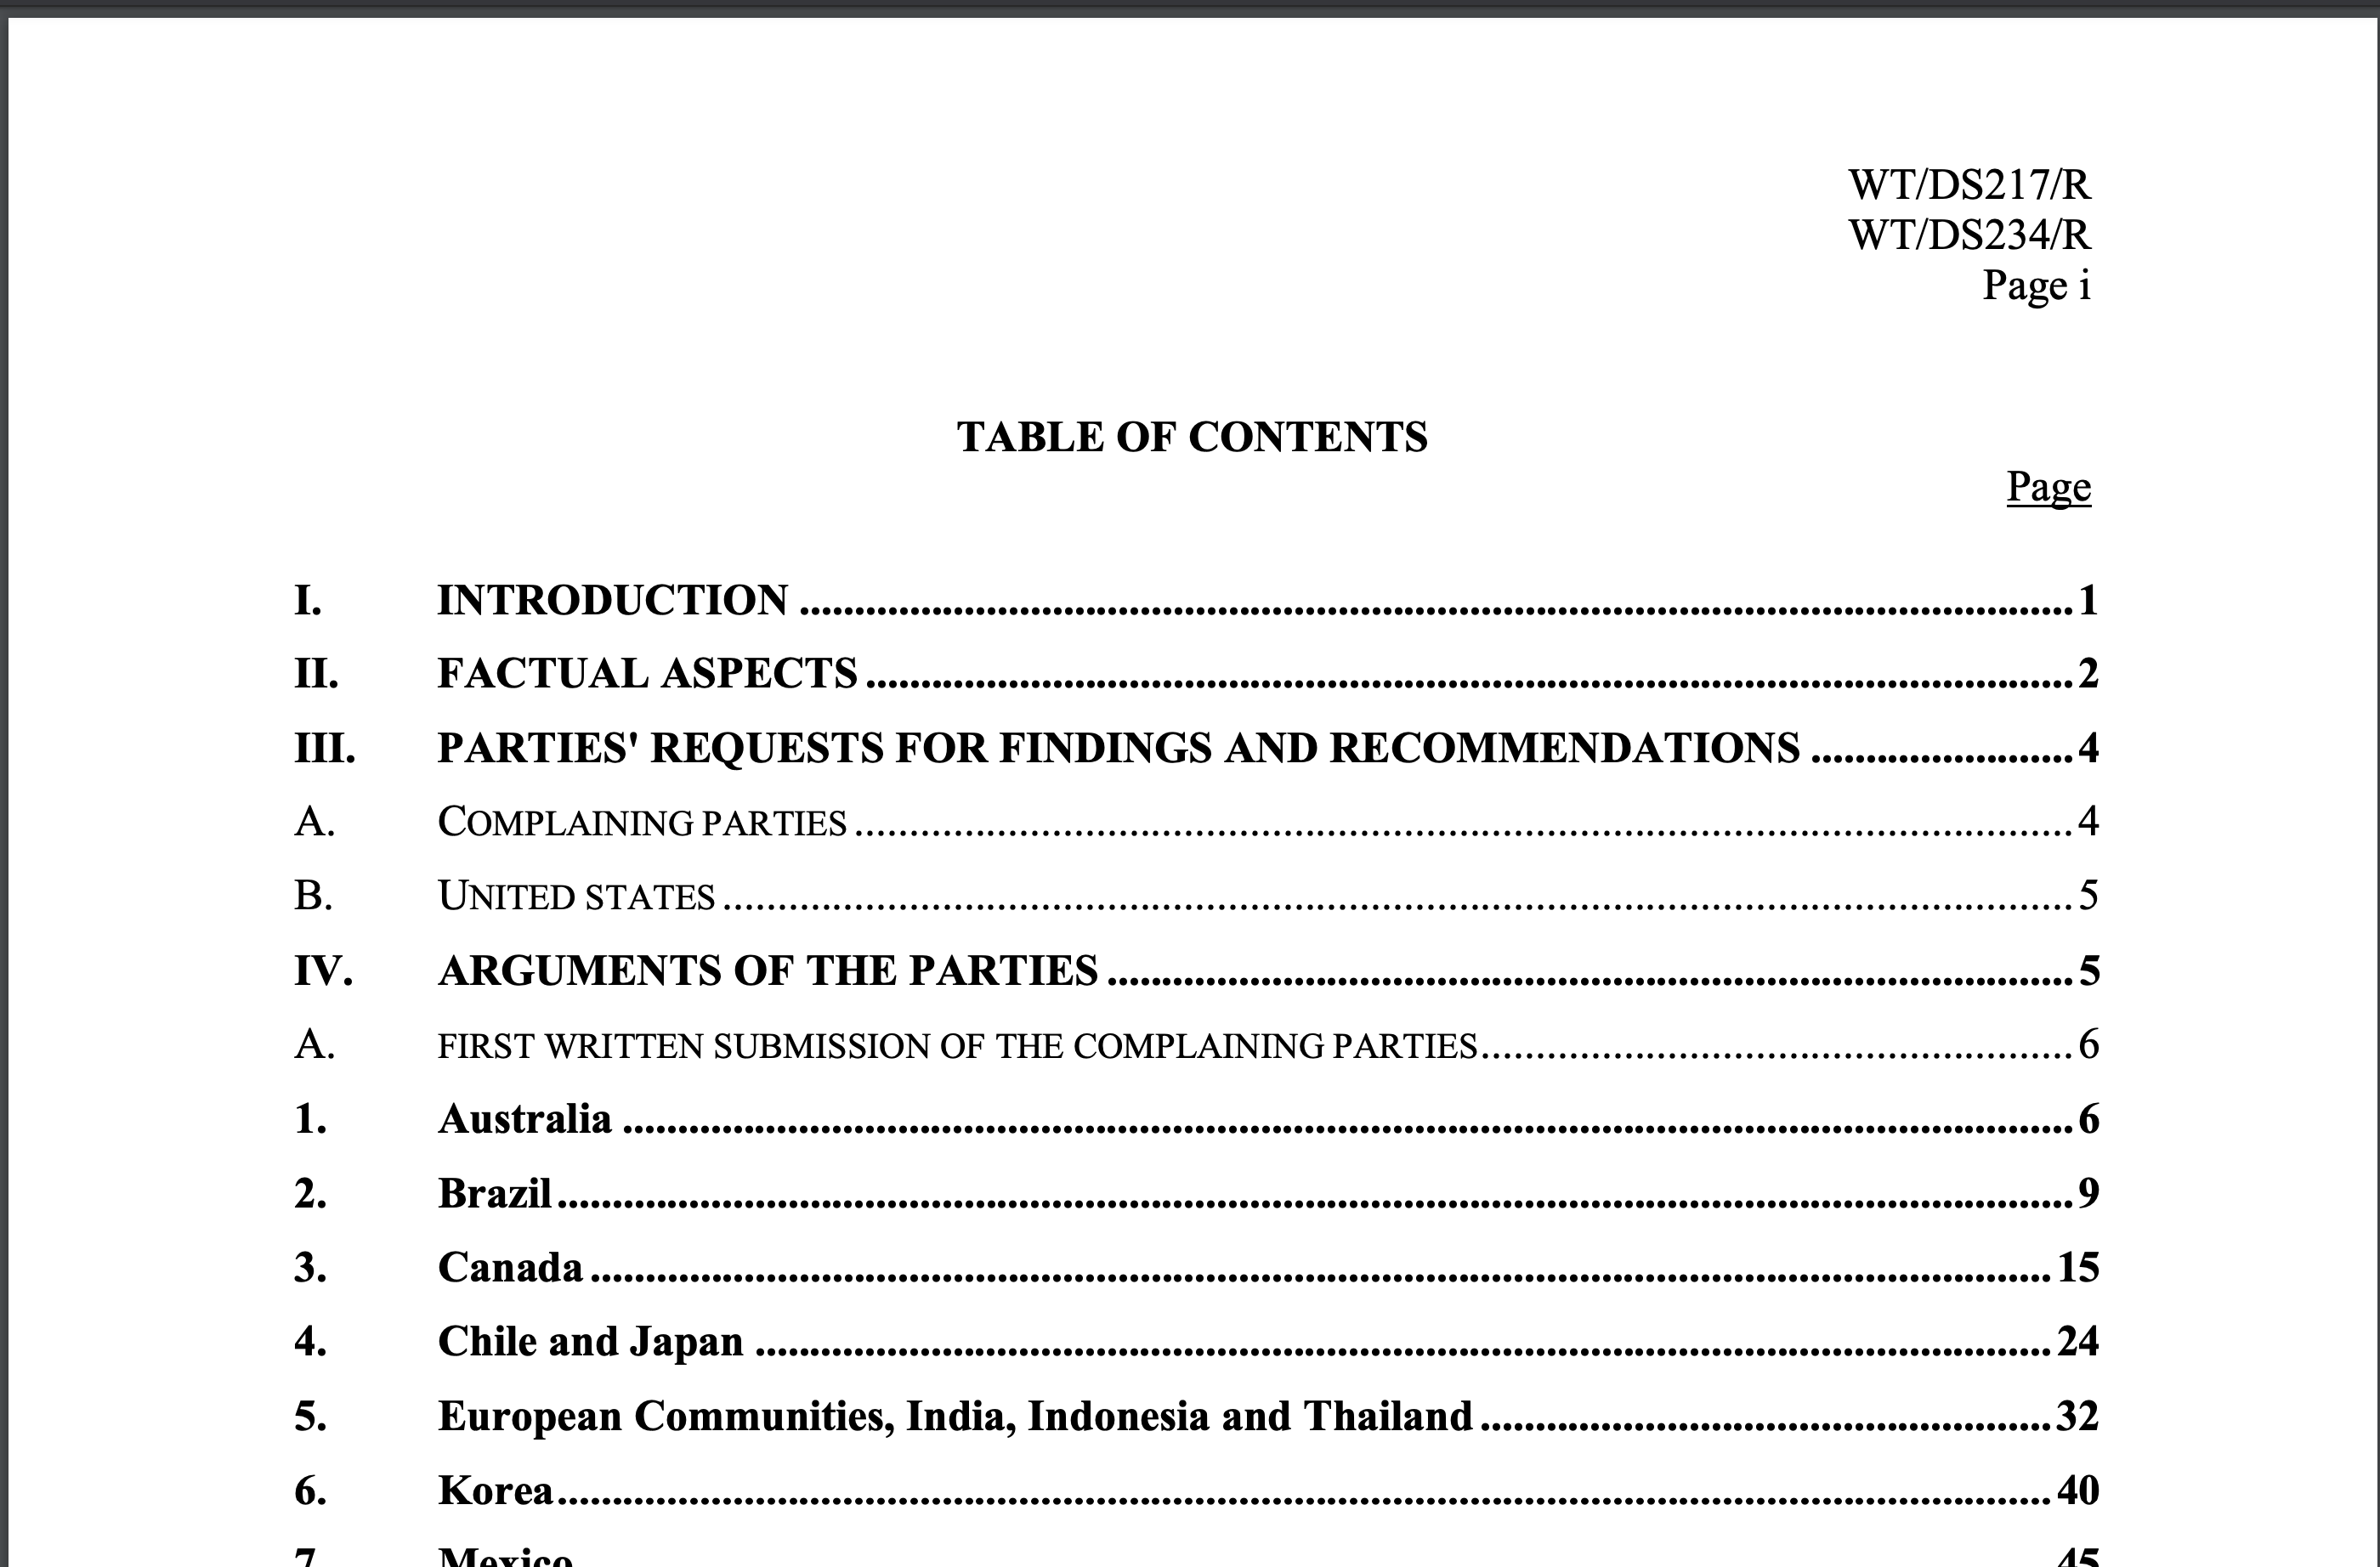 WT/DS217/R
WT/DS234/R
Page i
TABLE OF CONTENTS
Page
I. INTRODUCTION ........................................ 1
II. FACTUAL ASPECTS ........................................ 2
III. PARTIES' REQUESTS FOR FINDINGS AND RECOMMENDATIONS ........................ 4
A. COMPLAINING PARTIES ........................................ 4
B. UNITED STATES ........................................ 5
IV. ARGUMENTS OF THE PARTIES ........................................ 5
A. FIRST WRITTEN SUBMISSION OF THE COMPLAINING PARTIES ........................................ 6
1. Australia ........................................ 6
2. Brazil ........................................ 9
3. Canada ........................................ 15
4. Chile and Japan ........................................ 24
5. European Communities, India, Indonesia and Thailand ........................................ 32
6. Korea ........................................ 40
7. Mexico 45